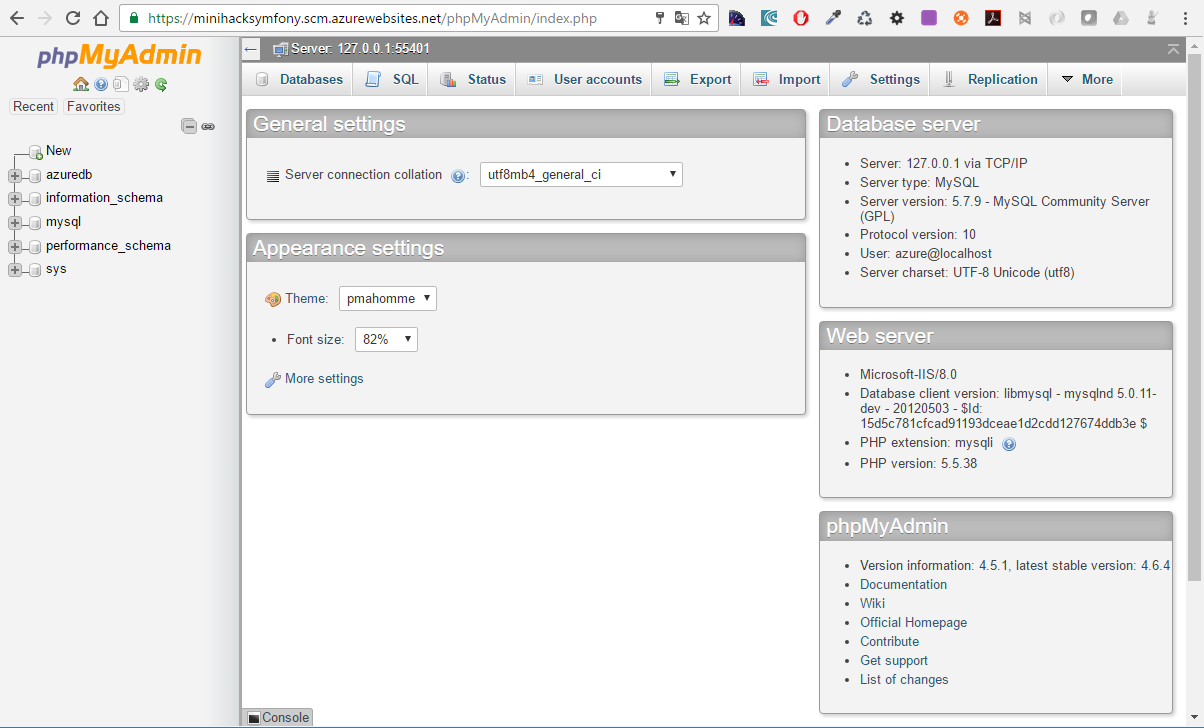 https://minihacksymfony.scm.azurewebsites.net/phpMyAdmin/index.php
phpMyAdmin
Recent Favorites
New
azuredb
information_schema
mysql
performance_schema
sys
Server: 127.0.0.1:55401
Databases SQL Status User accounts Export Import Settings Replication More
General settings
Server connection collation : utf8mb4_general_ci
Appearance settings
Theme: pmahomme
Font size: 82%
More settings
Database server
Server: 127.0.0.1 via TCP/IP
Server type: MySQL
Server version: 5.7.9 - MySQL Community Server
(GPL)
Protocol version: 10
User: azure@localhost
Server charset: UTF-8 Unicode (utf8)
Web server
Microsoft-IIS/8.0
Database client version: libmysql - mysqlnd 5.0.11-
dev - 20120503 - $Id:
15d5c781cfcad91193dceae1d2cdd127674ddb3e $
PHP extension: mysqli
PHP version: 5.5.38
phpMyAdmin
Version information: 4.5.1, latest stable version: 4.6.4
Documentation
Wiki
Official Homepage
Contribute
Get support
List of changes
Console